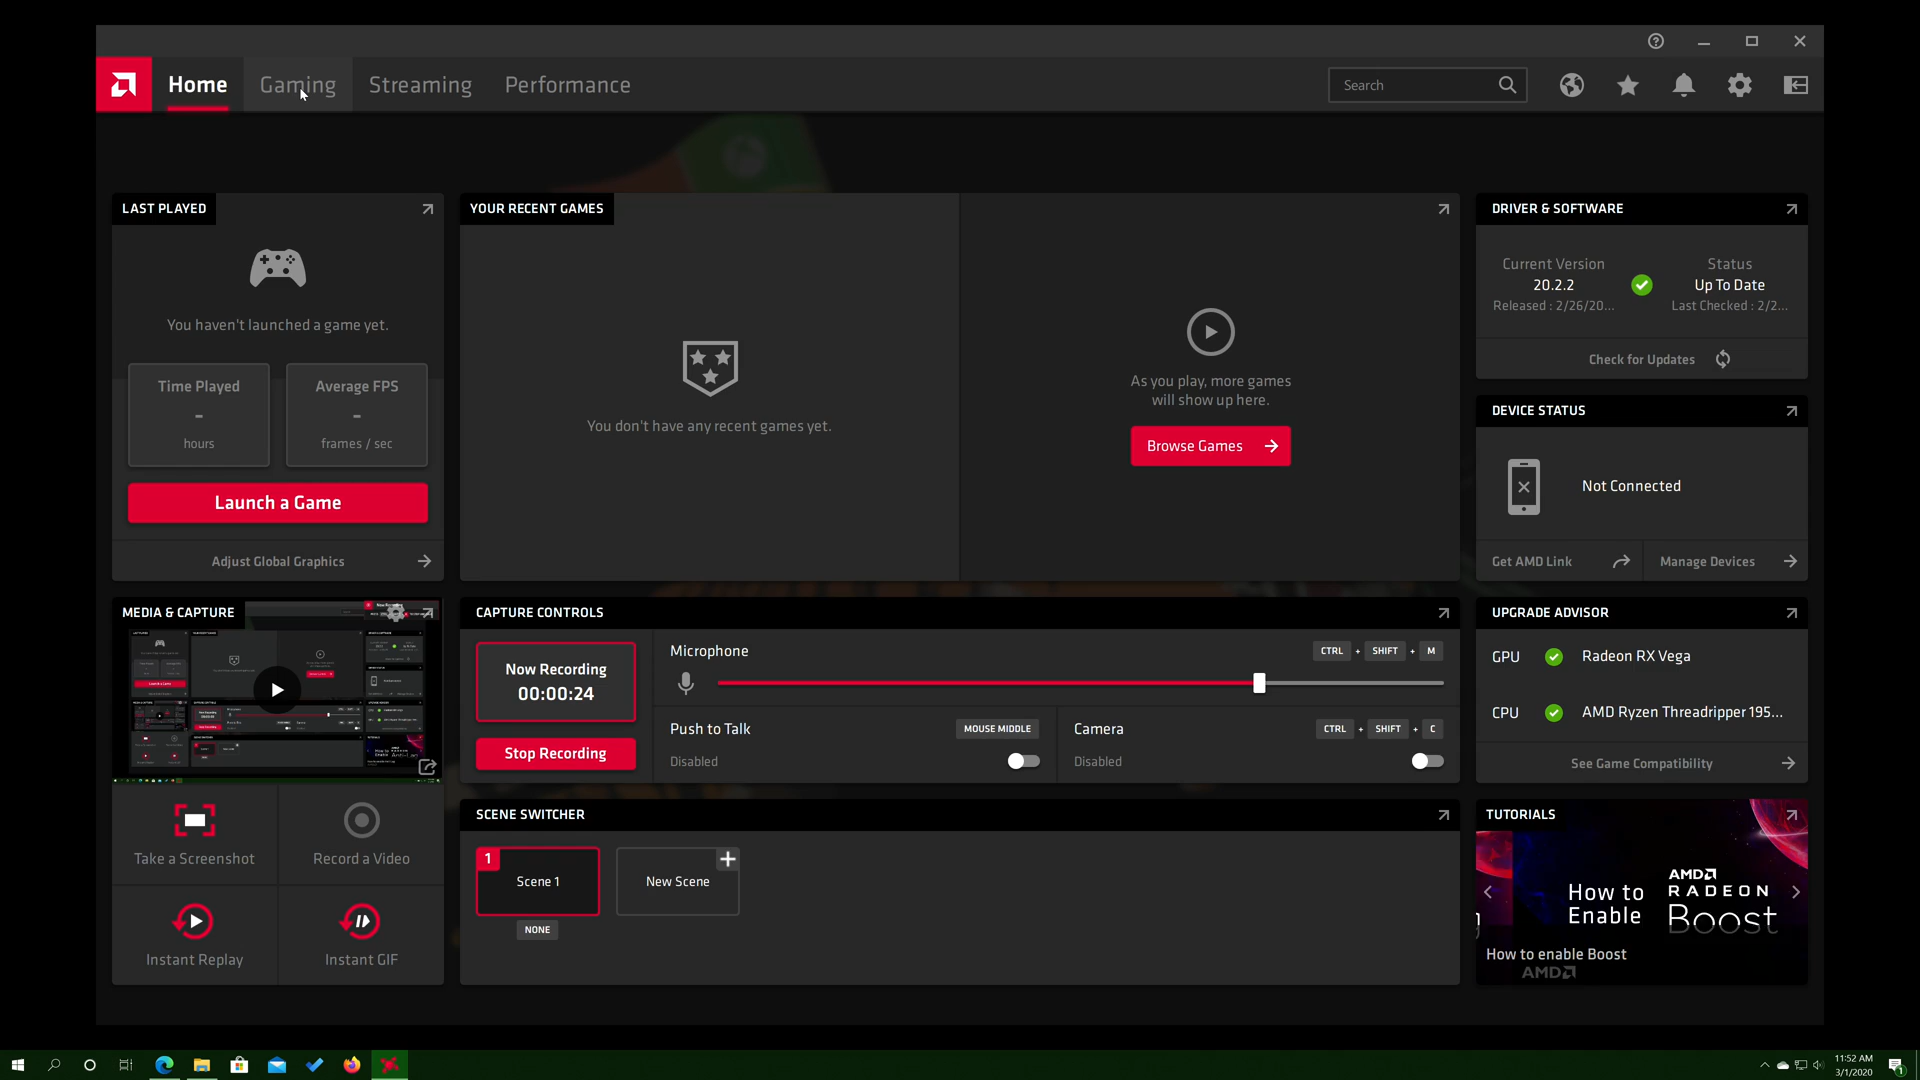 Home
Gaming
Streaming
Performance
Search
LAST PLAYED
You haven't launched a game yet.
Time Played
-
hours
Average FPS
-
frames / sec
Launch a Game
Adjust Global Graphics
YOUR RECENT GAMES
You don't have any recent games yet.
As you play, more games
will show up here.
Browse Games
DRIVER & SOFTWARE
Current Version
20.2.2
Released : 2/26/20...
Status
Up To Date
Last Checked : 2/2...
Check for Updates
DEVICE STATUS
Not Connected
Get AMD Link
Manage Devices
MEDIA & CAPTURE
Take a Screenshot
Record a Video
Instant Replay
Instant GIF
CAPTURE CONTROLS
Now Recording
00:00:24
Stop Recording
Microphone
CTRL + SHIFT + M
Push to Talk
MOUSE MIDDLE
Disabled
Camera
CTRL + SHIFT + C
Disabled
SCENE SWITCHER
1
Scene 1
NONE
New Scene
UPGRADE ADVISOR
GPU
Radeon RX Vega
CPU
AMD Ryzen Threadripper 195...
See Game Compatibility
TUTORIALS
How to
Enable
AMD
RADEON
Boost
How to enable Boost
AMD
11:52 AM
3/1/2020
1